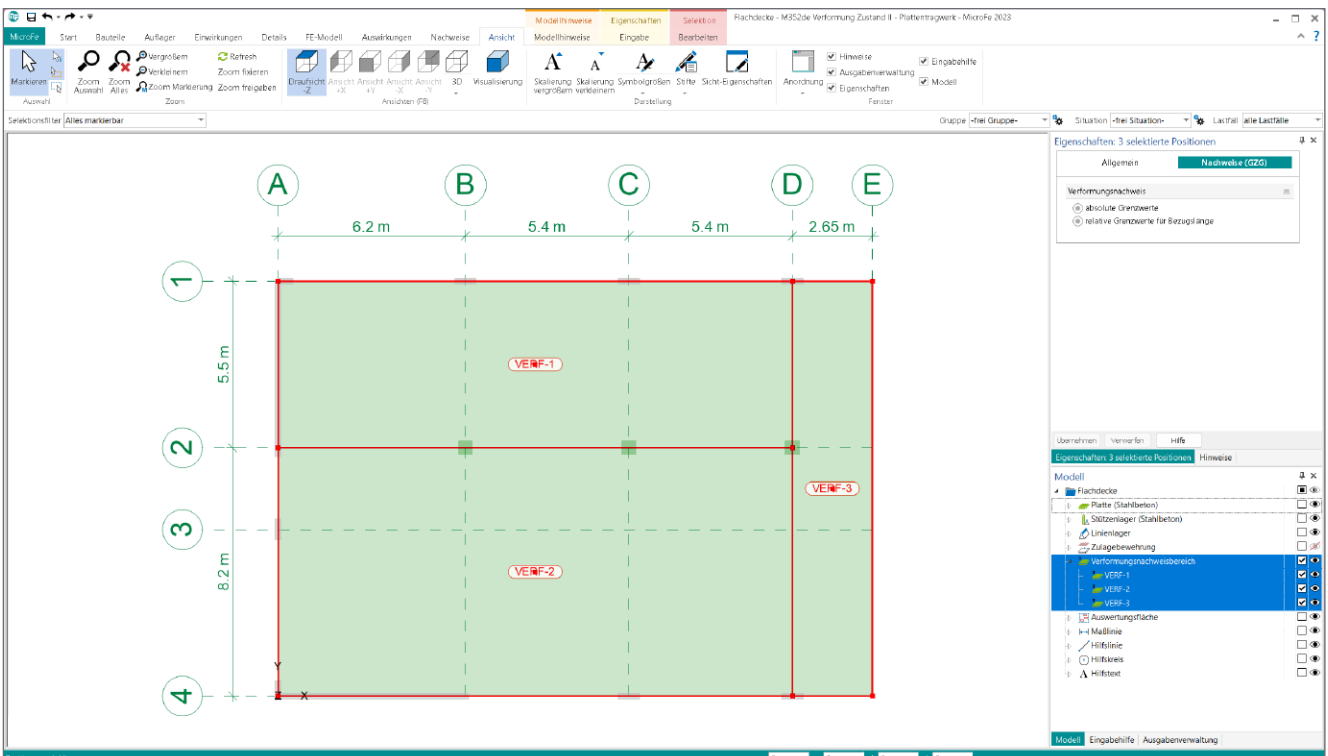 Modellhinweise Eigenschaften Selektion Flachdecke - M352de Verformung Zustand II - Plattentragwerk - MicroFe 2023
MicroFe Start Bauteile Auflager Einwirkungen Details FE-Modell Auswirkungen Nachweise Ansicht Modellhinweise Eingabe Bearbeiten
Markieren
Auswahl
Zoom Auswahl
Zoom Alles
Vergrößern
Verkleinern
Zoom Markierung
Refresh
Zoom fixieren
Zoom freigeben
Zoom
Draufsicht -Z
Ansicht +X
Ansicht +Y
Ansicht -X
Ansicht -Y
3D
Visualisierung
Ansichten (F8)
Skalierung vergrößern
Skalierung verkleinern
Symbolgrößen
Stifte
Sicht-Eigenschaften
Darstellung
Anordnung
Hinweise
Ausgabenverwaltung
Eigenschaften
Eingabehilfe
Modell
Fenster
Selektionsfilter Alles markierbar
Gruppe -frei Gruppe- Situation -frei Situation- Lastfall alle Lastfälle
A B C D E
6.2 m 5.4 m 5.4 m 2.65 m
1
5.5 m
VERF-1
2
VERF-3
3
8.2 m
VERF-2
Y
4
Z X
Eigenschaften: 3 selektierte Positionen
Allgemein Nachweise (GZG)
Verformungsnachweis
absolute Grenzwerte
relative Grenzwerte für Bezugslänge
Übernehmen Verwerfen Hilfe
Eigenschaften: 3 selektierte Positionen Hinweise
Modell
Flachdecke
Platte (Stahlbeton)
Stützenlager (Stahlbeton)
Linienlager
Zulagebewehrung
Verformungsnachweisbereich
VERF-1
VERF-2
VERF-3
Auswertungsfläche
Maßlinie
Hilfslinie
Hilfskreis
Hilfstext
Modell Eingabehilfe Ausgabenverwaltung